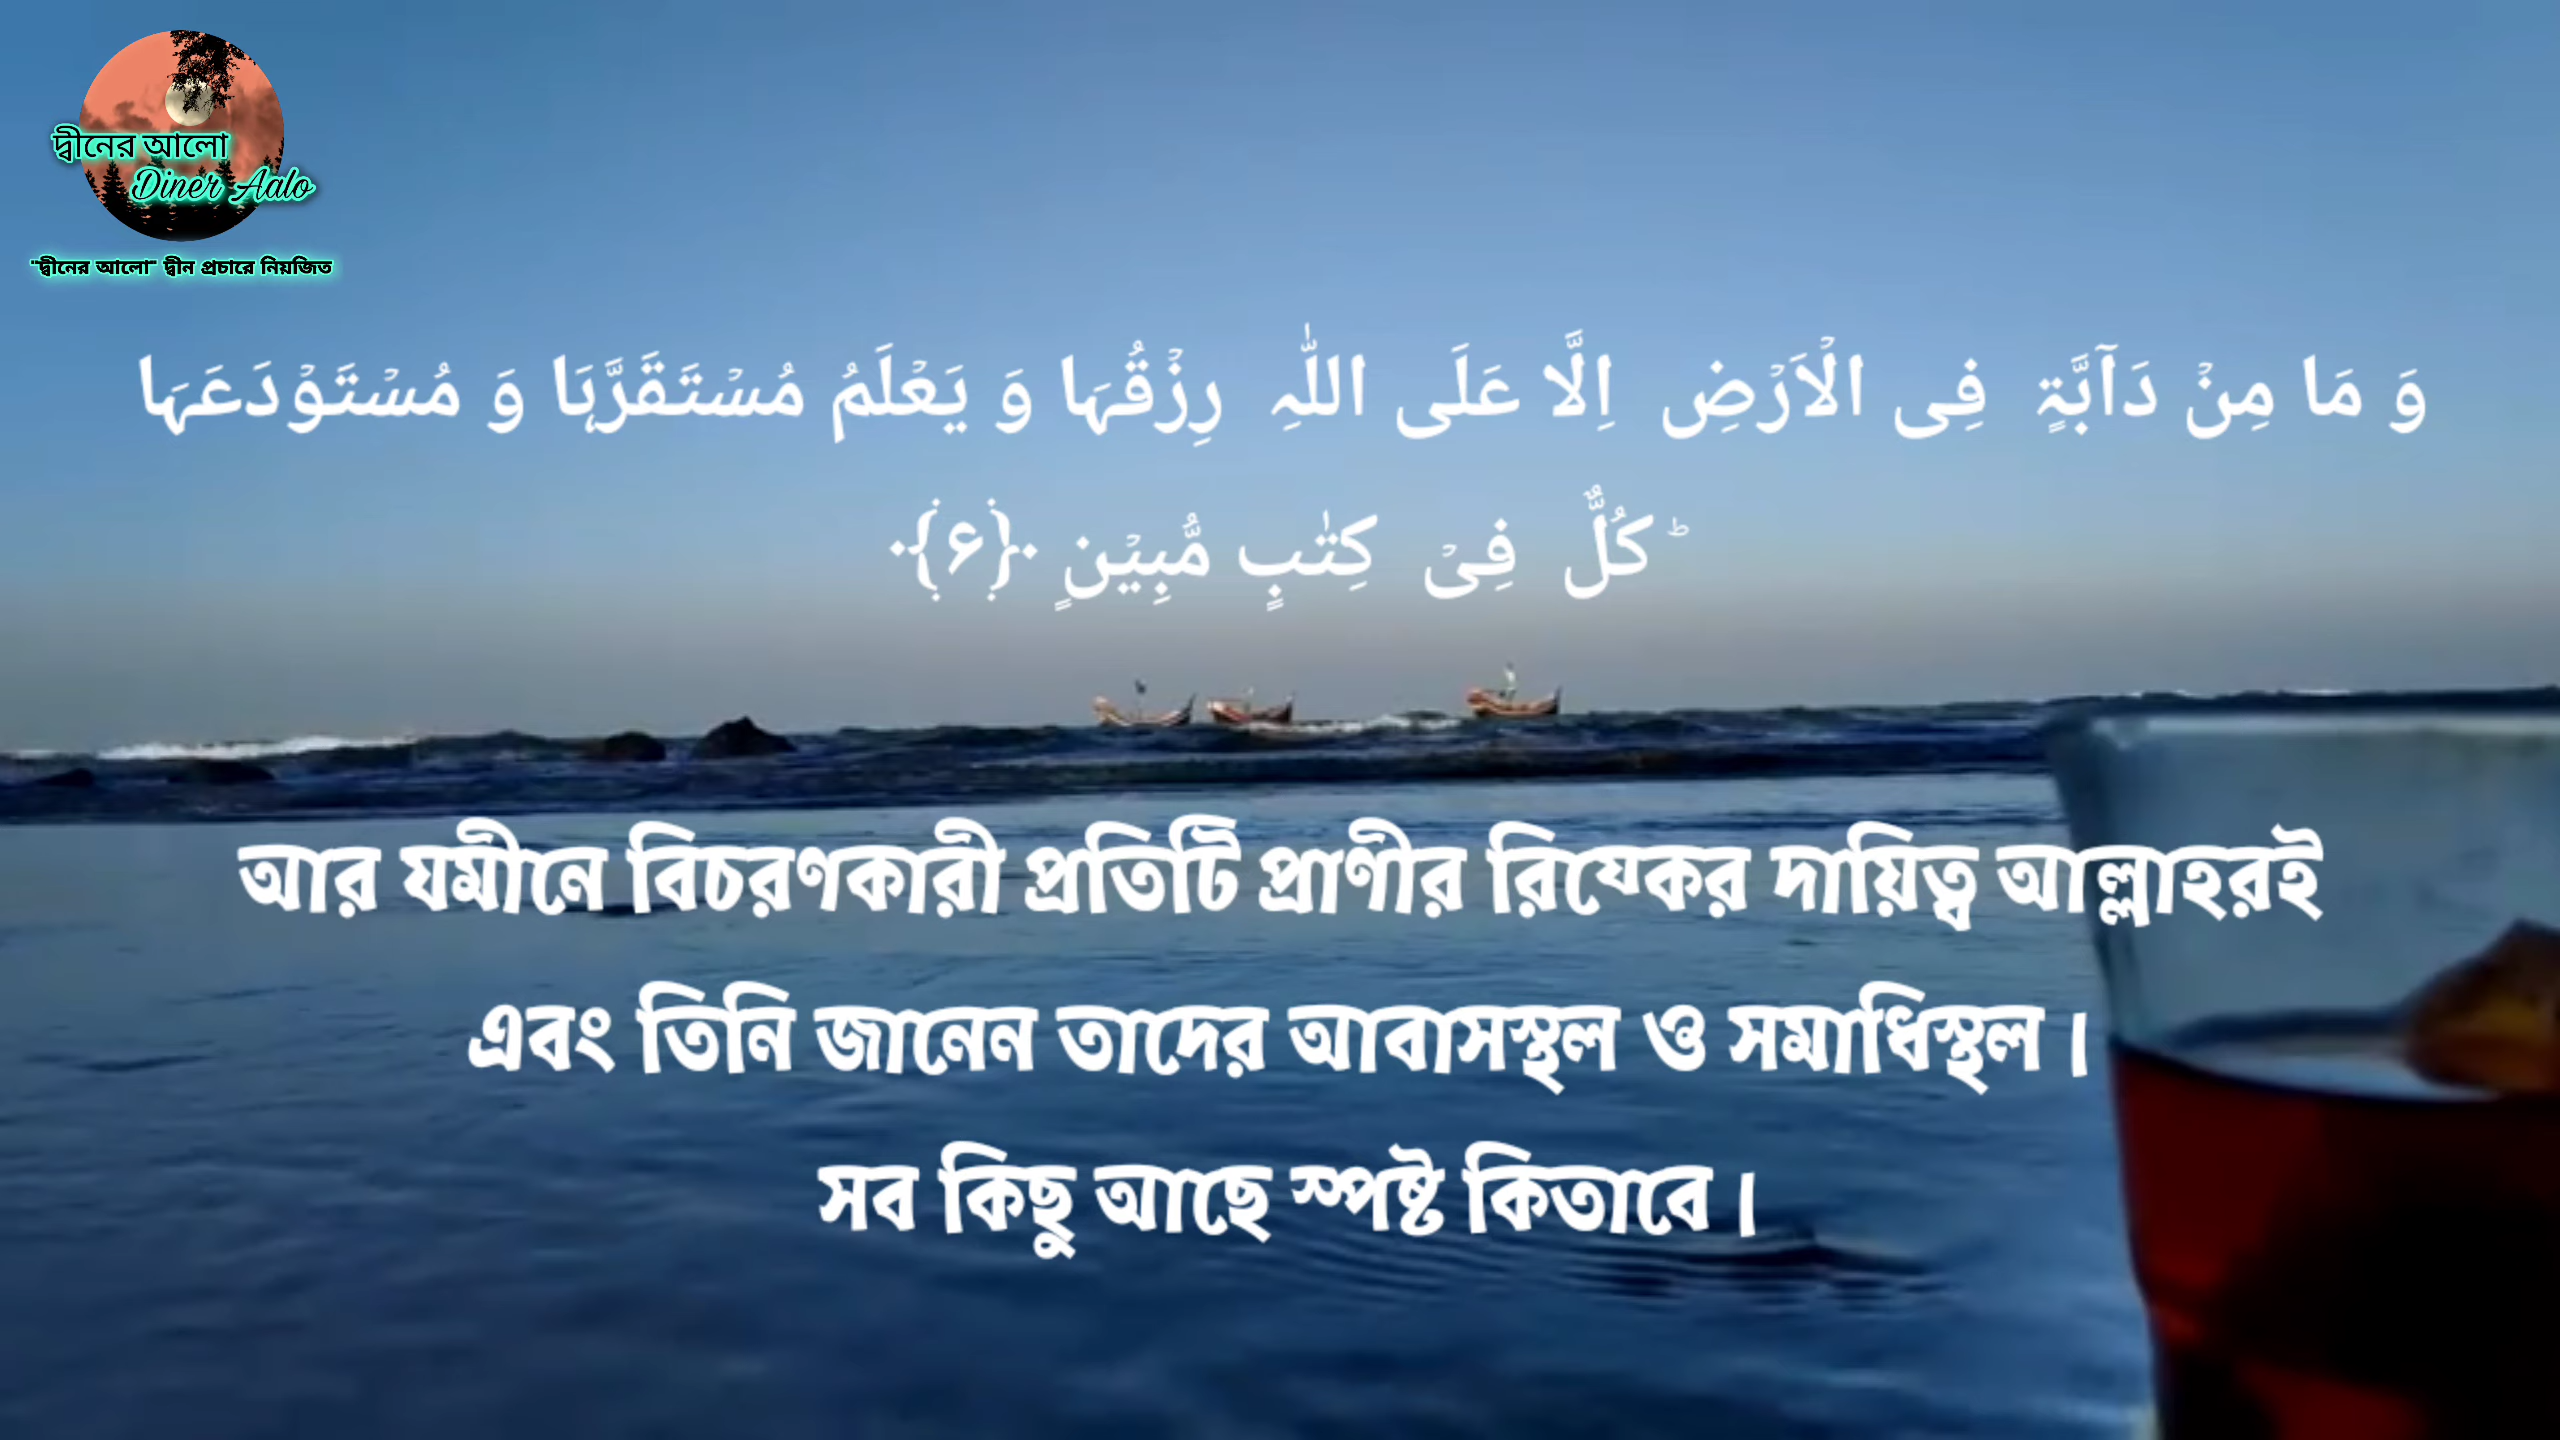 দ্বীনের আলো
Diner Aalo
"দ্বীনের আলো" দ্বীন প্রচারে নিয়জিত
وَ مَا مِنۡ دَآبَّۃٍ فِی الۡاَرۡضِ اِلَّا عَلَی اللّٰہِ رِزۡقُہَا وَ یَعۡلَمُ مُسۡتَقَرَّہَا وَ مُسۡتَوۡدَعَہَا
ؕ کُلٌّ فِیۡ کِتٰبٍ مُّبِیۡنٍ ﴿۶﴾
আর যমীনে বিচরণকারী প্রতিটি প্রাণীর রিযেকর দায়িত্ব আল্লাহরই
এবং তিনি জানেন তাদের আবাসস্থল ও সমাধিস্থল।
সব কিছু আছে স্পষ্ট কিতাবে।